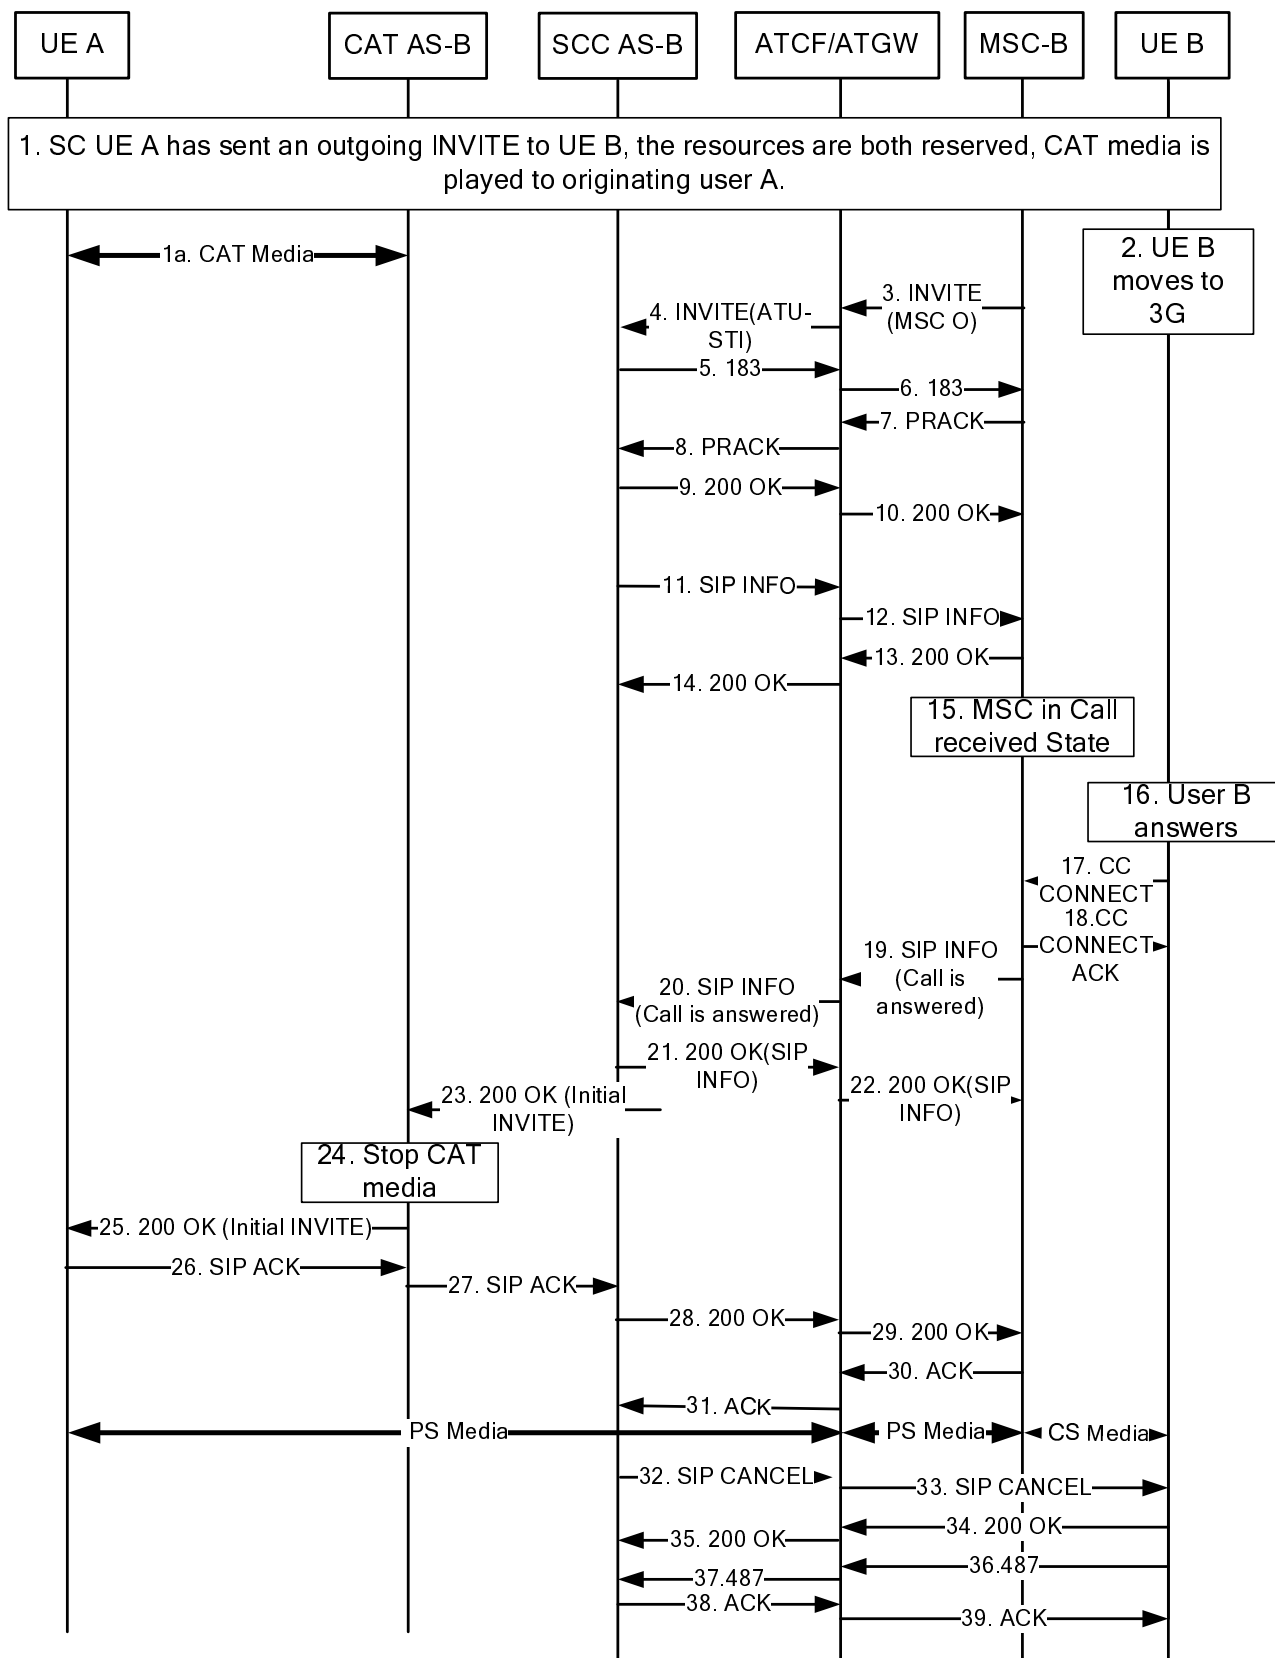 UE A
CAT AS-B
SCC AS-B
ATCF/ATGW
MSC-B
UE B
1. SC UE A has sent an outgoing INVITE to UE B, the resources are both reserved, CAT media is
played to originating user A.
1a. CAT Media
2. UE B
moves to
3G
3. INVITE
(MSC O)
4. INVITE(ATU-
STI)
5. 183
6. 183
7. PRACK
8. PRACK
9. 200 OK
10. 200 OK
11. SIP INFO
12. SIP INFO
13. 200 OK
14. 200 OK
15. MSC in Call
received State
16. User B
answers
17. CC
CONNECT
18.CC
CONNECT
ACK
19. SIP INFO
(Call is
answered)
20. SIP INFO
(Call is answered)
21. 200 OK(SIP
INFO)
22. 200 OK(SIP
INFO)
23. 200 OK (Initial
INVITE)
24. Stop CAT
media
25. 200 OK (Initial INVITE)
26. SIP ACK
27. SIP ACK
28. 200 OK
29. 200 OK
30. ACK
31. ACK
PS Media
PS Media
CS Media
32. SIP CANCEL
33. SIP CANCEL
34. 200 OK
35. 200 OK
36.487
37.487
38. ACK
39. ACK